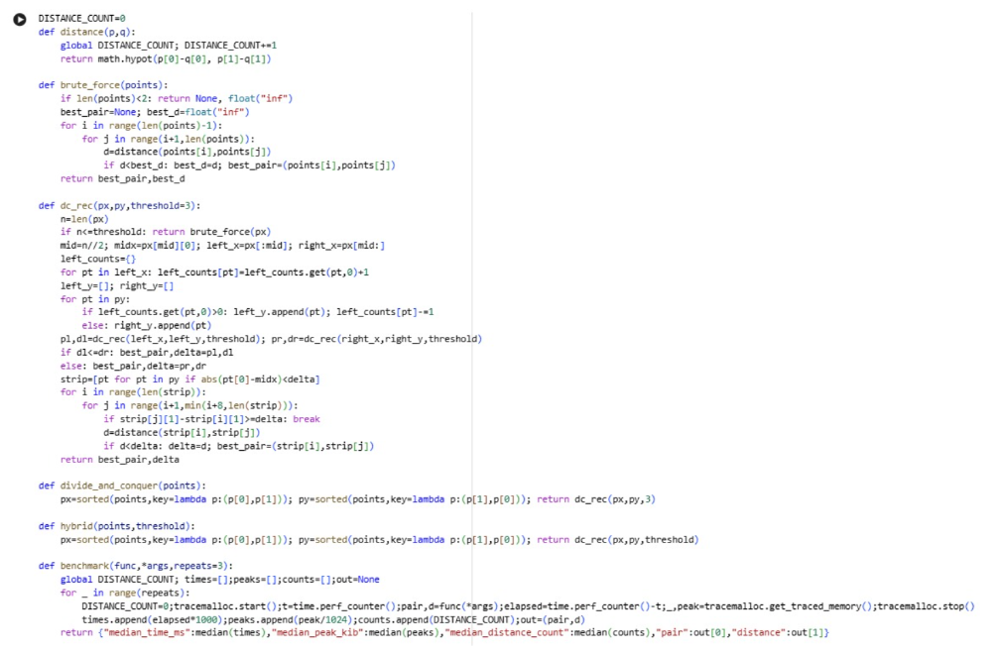 DISTANCE_COUNT=0
def distance(p,q):
    global DISTANCE_COUNT; DISTANCE_COUNT+=1
    return math.hypot(p[0]-q[0], p[1]-q[1])

def brute_force(points):
    if len(points)<2: return None, float("inf")
    best_pair=None; best_d=float("inf")
    for i in range(len(points)-1):
        for j in range(i+1,len(points)):
            d=distance(points[i],points[j])
            if d<best_d: best_d=d; best_pair=(points[i],points[j])
    return best_pair,best_d

def dc_rec(px,py,threshold=3):
    n=len(px)
    if n<=threshold: return brute_force(px)
    mid=n//2; midx=px[mid][0]; left_x=px[:mid]; right_x=px[mid:]
    left_counts={}
    for pt in left_x: left_counts[pt]=left_counts.get(pt,0)+1
    left_y=[]; right_y=[]
    for pt in py:
        if left_counts.get(pt,0)>0: left_y.append(pt); left_counts[pt]-=1
        else: right_y.append(pt)
    pl,dl=dc_rec(left_x,left_y,threshold); pr,dr=dc_rec(right_x,right_y,threshold)
    if dl<=dr: best_pair,delta=pl,dl
    else: best_pair,delta=pr,dr
    strip=[pt for pt in py if abs(pt[0]-midx)<delta]
    for i in range(len(strip)):
        for j in range(i+1,min(i+8,len(strip))):
            if strip[j][1]-strip[i][1]>=delta: break
            d=distance(strip[i],strip[j])
            if d<delta: delta=d; best_pair=(strip[i],strip[j])
    return best_pair,delta

def divide_and_conquer(points):
    px=sorted(points,key=lambda p:(p[0],p[1])); py=sorted(points,key=lambda p:(p[1],p[0])); return dc_rec(px,py,3)

def hybrid(points,threshold):
    px=sorted(points,key=lambda p:(p[0],p[1])); py=sorted(points,key=lambda p:(p[1],p[0])); return dc_rec(px,py,threshold)

def benchmark(func,*args,repeats=3):
    global DISTANCE_COUNT; times=[];peaks=[];counts=[];out=None
    for _ in range(repeats):
        DISTANCE_COUNT=0;tracemalloc.start();t=time.perf_counter();pair,d=func(*args);elapsed=time.perf_counter()-t;_,peak=tracemalloc.get_traced_memory();tracemalloc.stop()
        times.append(elapsed*1000);peaks.append(peak/1024);counts.append(DISTANCE_COUNT);out=(pair,d)
    return {"median_time_ms":median(times),"median_peak_kib":median(peaks),"median_distance_count":median(counts),"pair":out[0],"distance":out[1]}